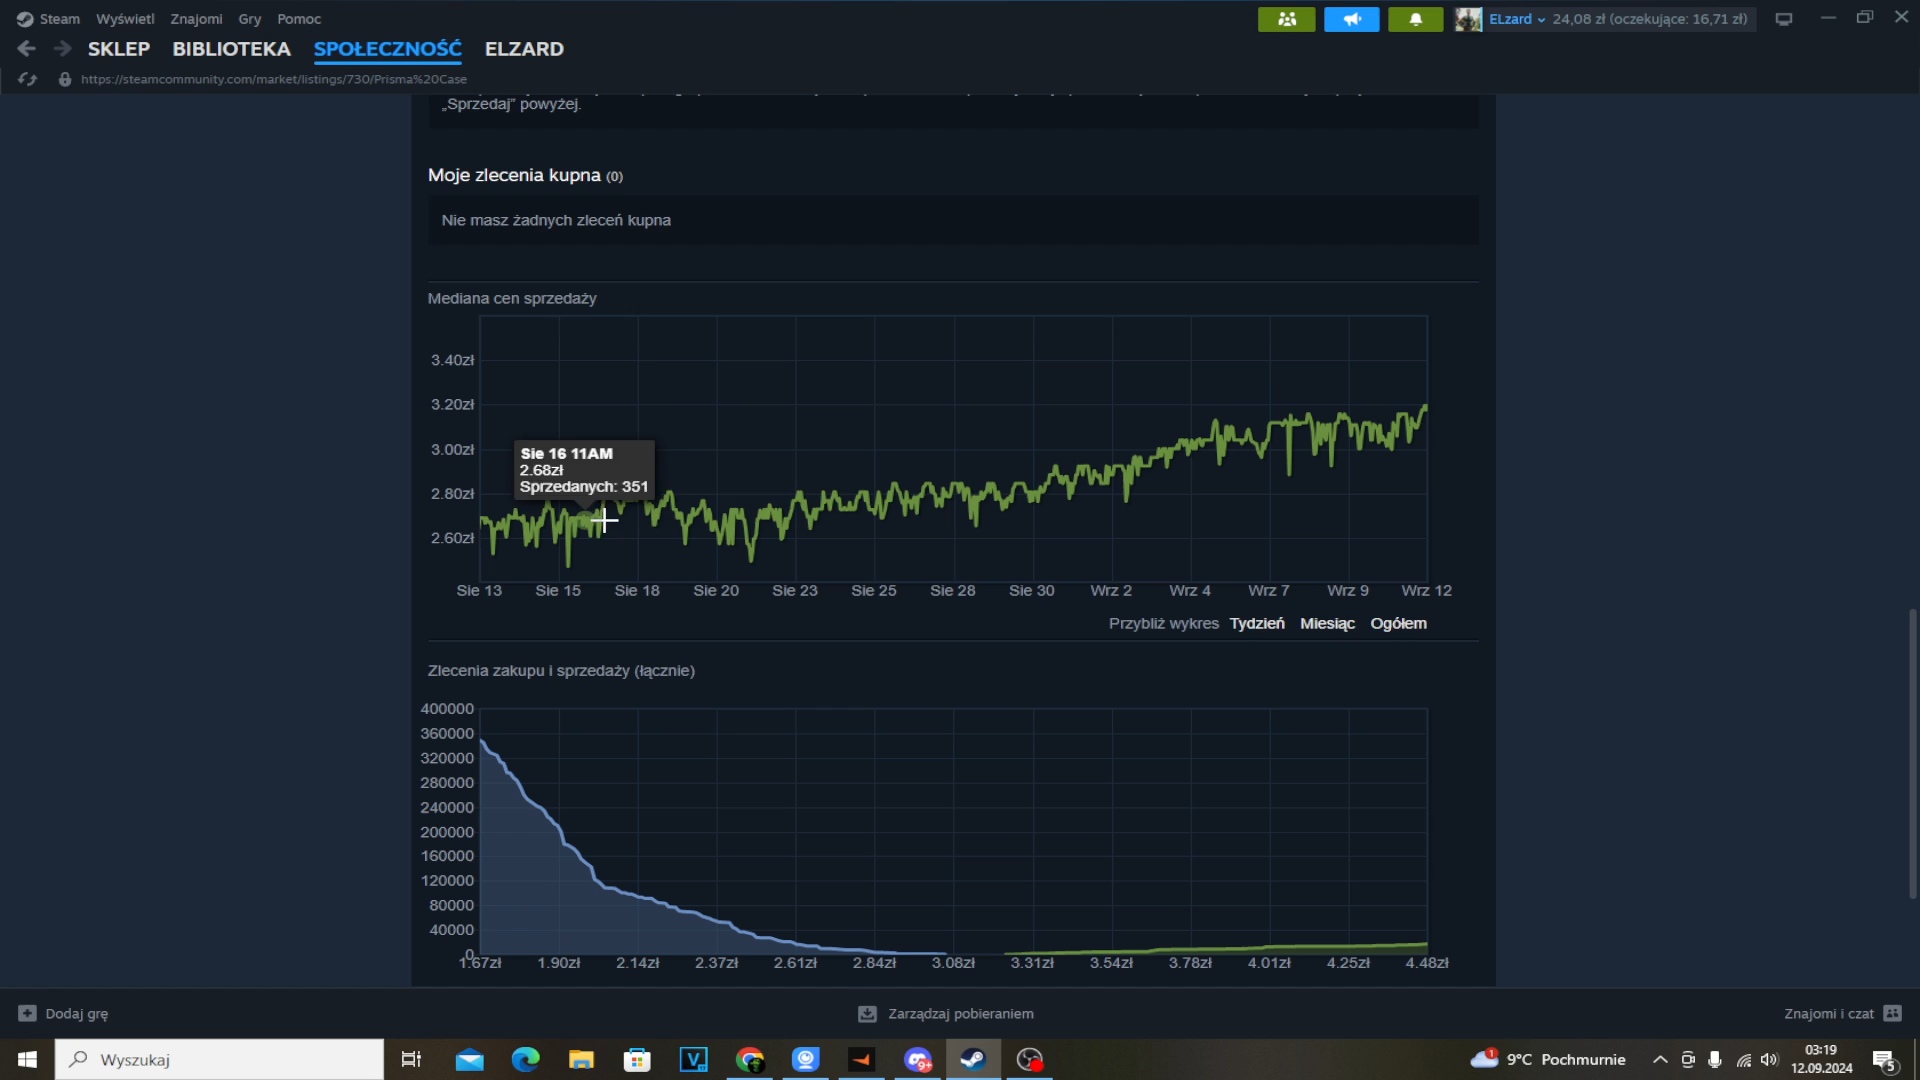 Steam Wyświetl Znajomi Gry Pomoc
ELzard 24,08 zł (oczekujące: 16,71 zł)
SKLEP BIBLIOTEKA SPOŁECZNOŚĆ ELZARD
https://steamcommunity.com/market/listings/730/Prisma%20Case
„Sprzedaj” powyżej.
Moje zlecenia kupna (0)
Nie masz żadnych zleceń kupna
Mediana cen sprzedaży
3.40zł
3.20zł
3.00zł
2.80zł
2.60zł
Sie 16 11AM
2.68zł
Sprzedanych: 351
Sie 13 Sie 15 Sie 18 Sie 20 Sie 23 Sie 25 Sie 28 Sie 30 Wrz 2 Wrz 4 Wrz 7 Wrz 9 Wrz 12
Przybliż wykres Tydzień Miesiąc Ogółem
Zlecenia zakupu i sprzedaży (łącznie)
400000
360000
320000
280000
240000
200000
160000
120000
80000
40000
0
1.67zł 1.90zł 2.14zł 2.37zł 2.61zł 2.84zł 3.08zł 3.31zł 3.54zł 3.78zł 4.01zł 4.25zł 4.48zł
Dodaj grę Zarządzaj pobieraniem Znajomi i czat
Wyszukaj
V
9+
1
9°C Pochmurnie
03:19
12.09.2024
5